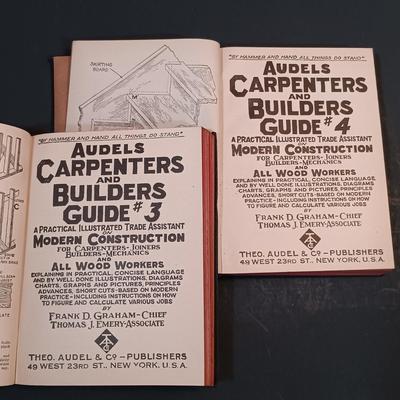 SKIRTING
BOARD
M
"BY HAMMER AND HAND ALL THINGS DO STAND"
AUDELS
CARPENTERS
AND
BUILDERS
GUIDE #4
A PRACTICAL ILLUSTRATED TRADE ASSISTANT
ON
MODERN CONSTRUCTION
FOR CARPENTERS-JOINERS
BUILDERS-MECHANICS
AND
ALL WOOD WORKERS
EXPLAINING IN PRACTICAL, CONCISE LANGUAGE
AND BY WELL DONE ILLUSTRATIONS, DIAGRAMS
CHARTS, GRAPHS AND PICTURES, PRINCIPLES
ADVANCES, SHORT CUTS-BASED ON MODERN
PRACTICE-INCLUDING INSTRUCTIONS ON HOW
TO FIGURE AND CALCULATE VARIOUS JOBS
BY
FRANK D. GRAHAM-CHIEF
THOMAS J. EMERY-ASSOCIATE
THEO. AUDEL & CO-PUBLISHERS
49 WEST 23RD ST., NEW YORK, U.S.A.
"BY HAMMER AND HAND ALL THINGS DO STAND"
AUDELS
CARPENTERS
AND
BUILDERS
GUIDE #3
A PRACTICAL ILLUSTRATED TRADE ASSISTANT
ON
MODERN CONSTRUCTION
FOR CARPENTERS-JOINERS
BUILDERS-MECHANICS
AND
ALL WOOD WORKERS
EXPLAINING IN PRACTICAL, CONCISE LANGUAGE
AND BY WELL DONE ILLUSTRATIONS, DIAGRAMS
CHARTS, GRAPHS AND PICTURES, PRINCIPLES
ADVANCES, SHORT CUTS-BASED ON MODERN
PRACTICE-INCLUDING INSTRUCTIONS ON HOW
TO FIGURE AND CALCULATE VARIOUS JOBS
BY
FRANK D. GRAHAM-CHIEF
THOMAS J. EMERY-ASSOCIATE
THEO. AUDEL & CO-PUBLISHERS
49 WEST 23RD ST., NEW YORK, U.S.A.